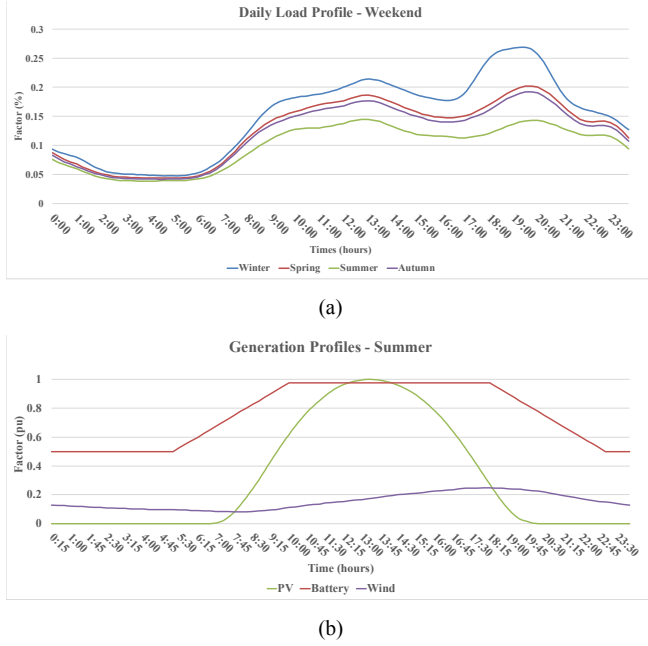 Daily Load Profile - Weekend
0.3
0.25
0.2
0.15
0.1
0.05
0
Factor (%)
0:00 1:00 2:00 3:00 4:00 5:00 6:00 7:00 8:00 9:00 10:00 11:00 12:00 13:00 14:00 15:00 16:00 17:00 18:00 19:00 20:00 21:00 22:00 23:00
Times (hours)
Winter Spring Summer Autumn
(a)
Generation Profiles - Summer
1
0.8
0.6
0.4
0.2
0
Factor (pu)
0:15 1:00 1:45 2:30 3:15 4:00 4:45 5:30 6:15 7:00 7:45 8:30 9:15 10:00 10:45 11:30 12:15 13:00 13:45 14:30 15:15 16:00 16:45 17:30 18:15 19:00 19:45 20:30 21:15 22:00 22:45 23:30
Time (hours)
PV Battery Wind
(b)